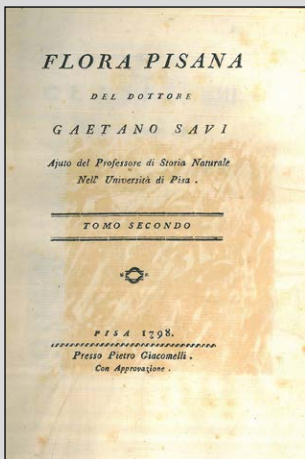 FLORA PISANA
DEL DOTTORE
GAETANO SAVI
Ajuto del Professore di Storia Naturale
Nell' Università di Pisa .
TOMO SECONDO
PISA 1798.
Presso Pietro Giacomelli .
Con Approvazione .